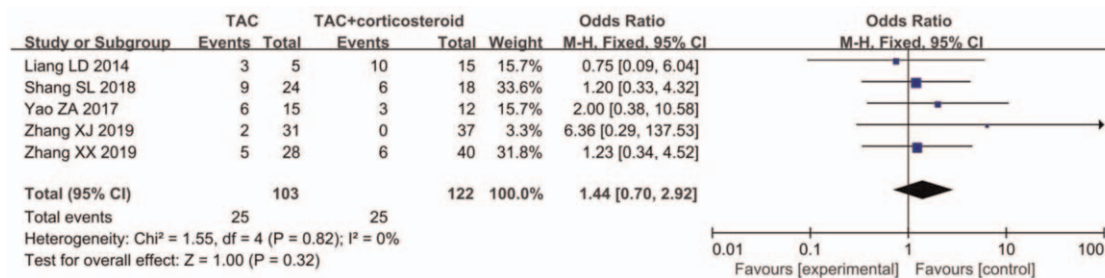 TAC TAC+corticosteroid Odds Ratio Odds Ratio
Study or Subgroup Events Total Events Total Weight M-H, Fixed, 95% CI M-H, Fixed, 95% CI
Liang LD 2014 3 5 10 15 15.7% 0.75 [0.09, 6.04]
Shang SL 2018 9 24 6 18 33.6% 1.20 [0.33, 4.32]
Yao ZA 2017 6 15 3 12 15.7% 2.00 [0.38, 10.58]
Zhang XJ 2019 2 31 0 37 3.3% 6.36 [0.29, 137.53]
Zhang XX 2019 5 28 6 40 31.8% 1.23 [0.34, 4.52]
Total (95% CI) 103 122 100.0% 1.44 [0.70, 2.92]
Total events 25 25
Heterogeneity: Chi² = 1.55, df = 4 (P = 0.82); I² = 0%
Test for overall effect: Z = 1.00 (P = 0.32)
0.01 0.1 1 10 100
Favours [experimental] Favours [control]